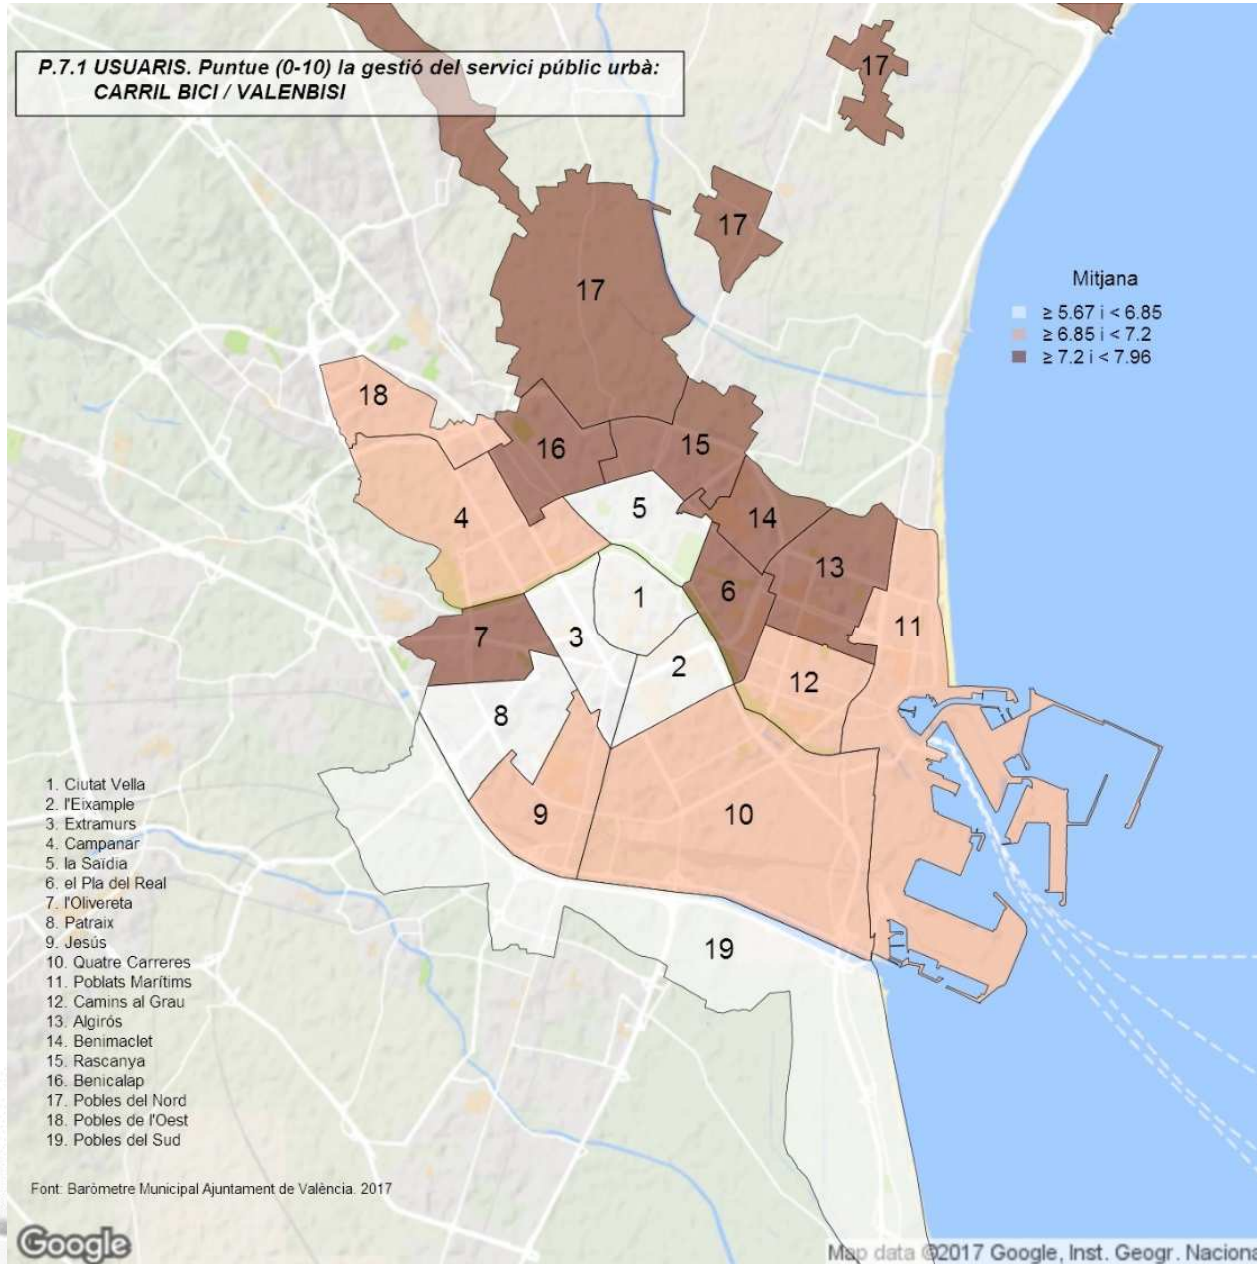 P.7.1 USUARIS. Puntue (0-10) la gestió del servici públic urbà:
CARRIL BICI / VALENBISI
17
17
17
Mitjana
≥ 5.67 i < 6.85
≥ 6.85 i < 7.2
≥ 7.2 i < 7.96
18
16
15
5
4
14
13
6
1
11
7
3
2
12
8
9
10
19
1. Ciutat Vella
2. l'Eixample
3. Extramurs
4. Campanar
5. la Saïdia
6. el Pla del Real
7. l'Olivereta
8. Patraix
9. Jesús
10. Quatre Carreres
11. Poblats Marítims
12. Camins al Grau
13. Algirós
14. Benimaclet
15. Rascanya
16. Benicalap
17. Pobles del Nord
18. Pobles de l'Oest
19. Pobles del Sud
Font: Baròmetre Municipal Ajuntament de València. 2017
Google
Map data ©2017 Google, Inst. Geogr. Naciona